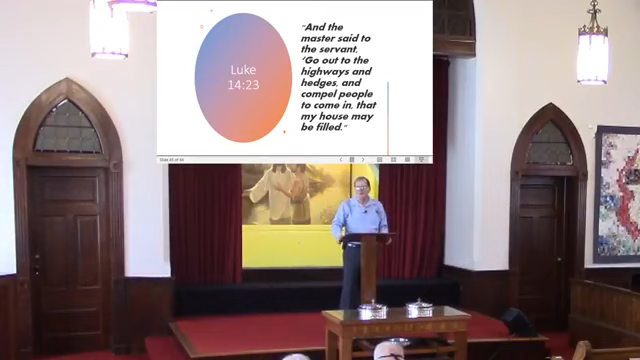 Luke
14:23
“And the
master said to
the servant,
‘Go out to the
highways and
hedges, and
compel people
to come in, that
my house may
be filled.”